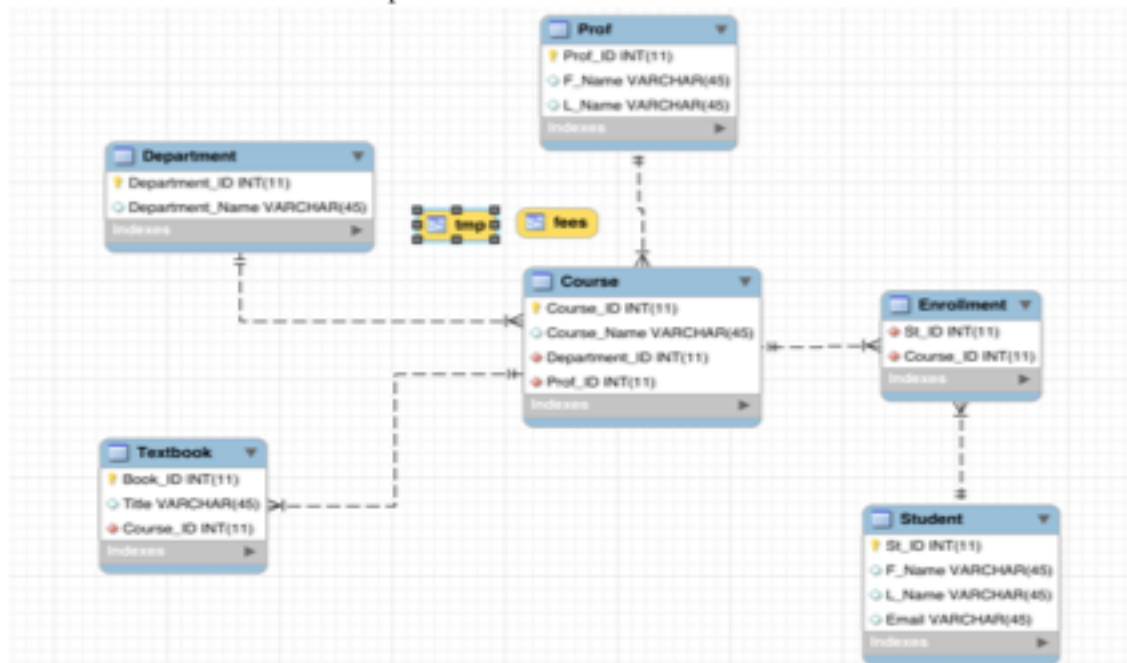 Prof
Prof_ID INT(11)
F_Name VARCHAR(45)
L_Name VARCHAR(45)
Indexes
Department
Department_ID INT(11)
Department_Name VARCHAR(45)
Indexes
tmp
fees
Course
Course_ID INT(11)
Course_Name VARCHAR(45)
Department_ID INT(11)
Prof_ID INT(11)
Indexes
Enrollment
St_ID INT(11)
Course_ID INT(11)
Indexes
Textbook
Book_ID INT(11)
Title VARCHAR(45)
Course_ID INT(11)
Indexes
Student
St_ID INT(11)
F_Name VARCHAR(45)
L_Name VARCHAR(45)
Email VARCHAR(45)
Indexes